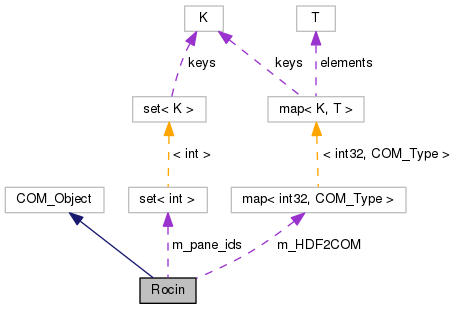 K
T
keys
keys
elements
set< K >
map< K, T >
< int >
< int32, COM_Type >
COM_Object
set< int >
map< int32, COM_Type >
m_pane_ids
m_HDF2COM
Rocin